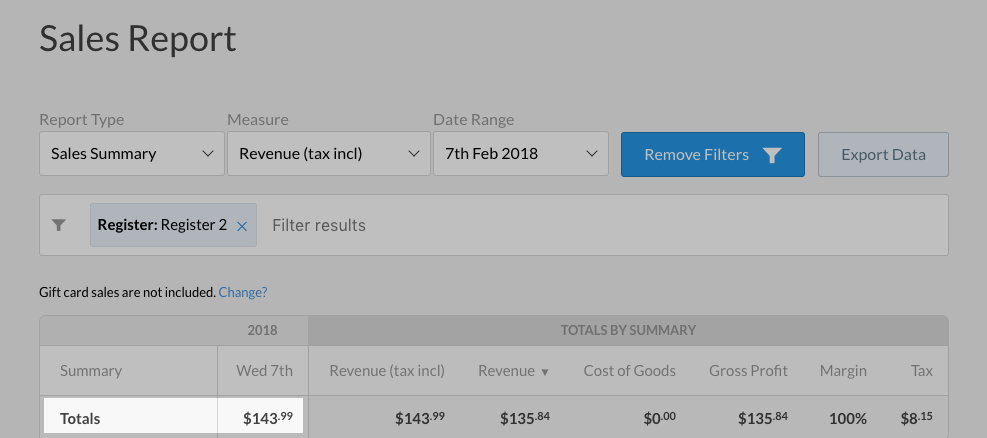 Sales Report
Report Type Measure Date Range
Sales Summary Revenue (tax incl) 7th Feb 2018 Remove Filters Export Data
Register: Register 2 × Filter results
Gift card sales are not included. Change?
2018 TOTALS BY SUMMARY
Summary Wed 7th Revenue (tax incl) Revenue ▼ Cost of Goods Gross Profit Margin Tax
Totals $143.99 $143.99 $135.84 $0.00 $135.84 100% $8.15